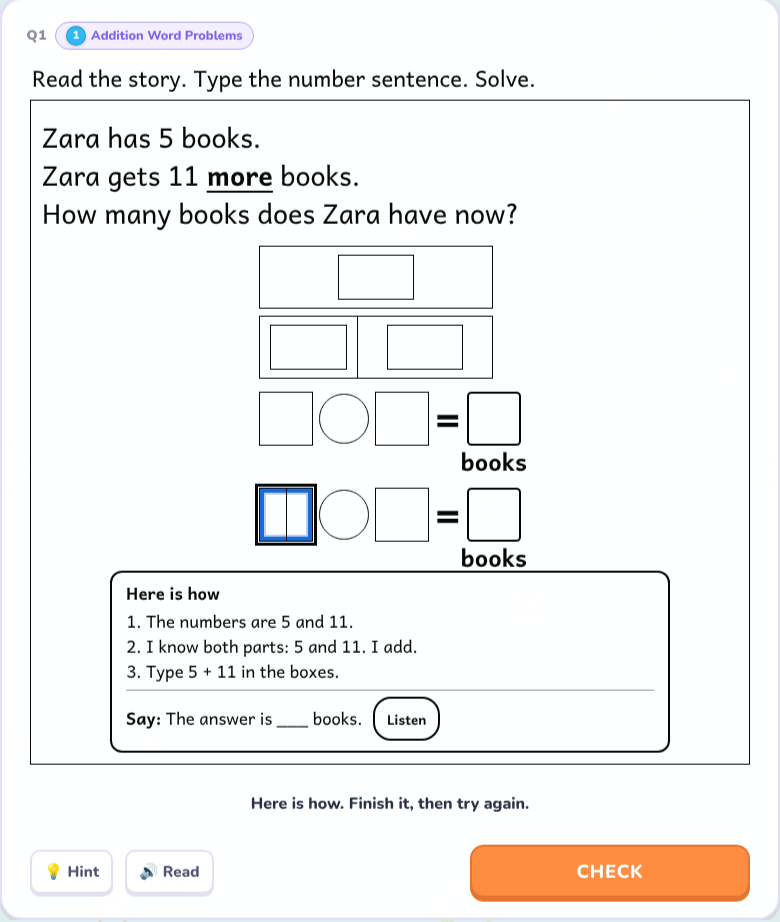 Q1 1 Addition Word Problems
Read the story. Type the number sentence. Solve.
Zara has 5 books.
Zara gets 11 more books.
How many books does Zara have now?
=
books
=
books
Here is how
1. The numbers are 5 and 11.
2. I know both parts: 5 and 11. I add.
3. Type 5 + 11 in the boxes.
Say: The answer is ____ books. Listen
Here is how. Finish it, then try again.
💡 Hint 🔊 Read CHECK